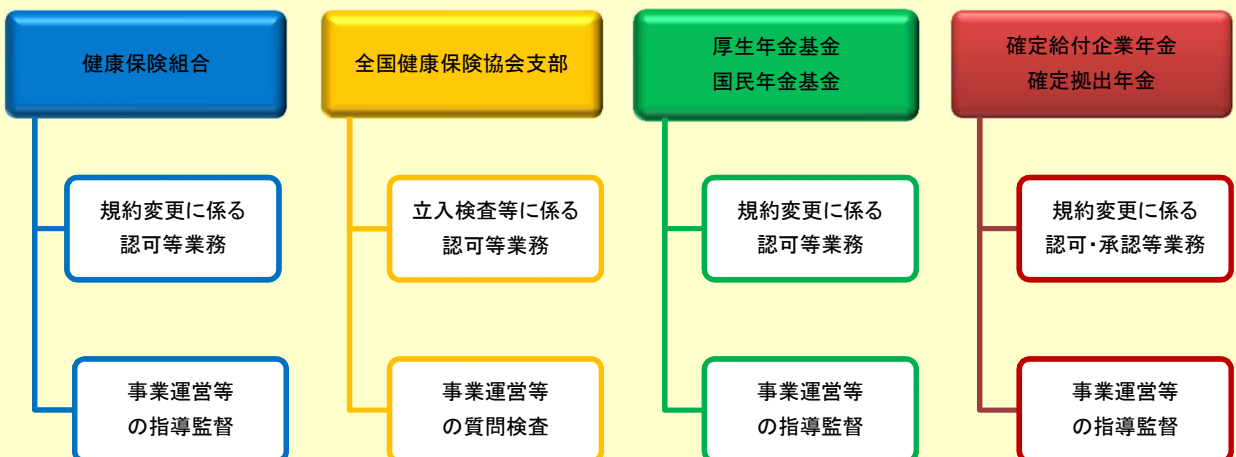 健康保険組合
全国健康保険協会支部
厚生年金基金
国民年金基金
確定給付企業年金
確定拠出年金
規約変更に係る
認可等業務
立入検査等に係る
認可等業務
規約変更に係る
認可等業務
規約変更に係る
認可・承認等業務
事業運営等
の指導監督
事業運営等
の質問検査
事業運営等
の指導監督
事業運営等
の指導監督